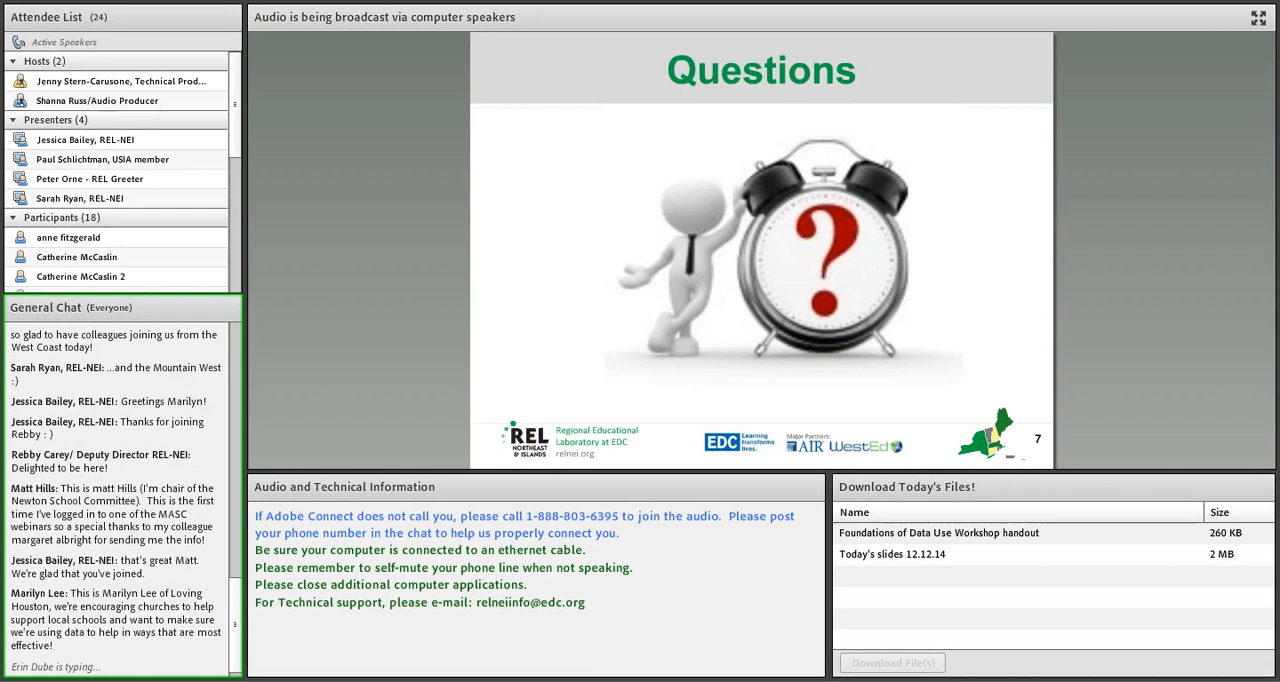 Attendee List (24)
Active Speakers
Hosts (2)
Jenny Stern-Carusone, Technical Prod...
Shanna Russ/Audio Producer
Presenters (4)
Jessica Bailey, REL-NEI
Paul Schlichtman, USIA member
Peter Orne - REL Greeter
Sarah Ryan, REL-NEI
Participants (18)
anne fitzgerald
Catherine McCaslin
Catherine McCaslin 2
General Chat (Everyone)
so glad to have colleagues joining us from the
West Coast today!
Sarah Ryan, REL-NEI: ...and the Mountain West
:)
Jessica Bailey, REL-NEI: Greetings Marilyn!
Jessica Bailey, REL-NEI: Thanks for joining
Rebby : )
Rebby Carey/ Deputy Director REL-NEI:
Delighted to be here!
Matt Hills: This is matt Hills (I'm chair of the
Newton School Committee). This is the first
time I've logged in to one of the MASC
webinars so a special thanks to my colleague
margaret albright for sending me the info!
Jessica Bailey, REL-NEI: that's great Matt.
We're glad that you've joined.
Marilyn Lee: This is Marilyn Lee of Loving
Houston, we're encouraging churches to help
support local schools and want to make sure
we're using data to help in ways that are most
effective!
Erin Dube is typing...
Audio is being broadcast via computer speakers
Questions
?
REL
NORTHEAST
& ISLANDS
Regional Educational
Laboratory at EDC
relnei.org
EDC
Learning
transforms
lives.
Major Partners:
AIR WestEd
7
Audio and Technical Information
If Adobe Connect does not call you, please call 1-888-803-6395 to join the audio. Please post
your phone number in the chat to help us properly connect you.
Be sure your computer is connected to an ethernet cable.
Please remember to self-mute your phone line when not speaking.
Please close additional computer applications.
For Technical support, please e-mail: relneiinfo@edc.org
Download Today's Files!
Name Size
Foundations of Data Use Workshop handout 260 KB
Today's slides 12.12.14 2 MB
Download File(s)